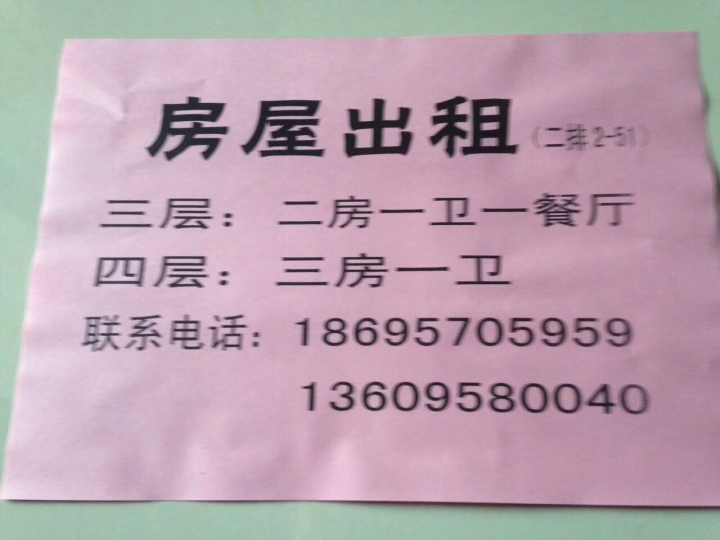 房屋出租（二排2-51）
三层： 二房一卫一餐厅
四层： 三房一卫
联系电话：18695705959
13609580040